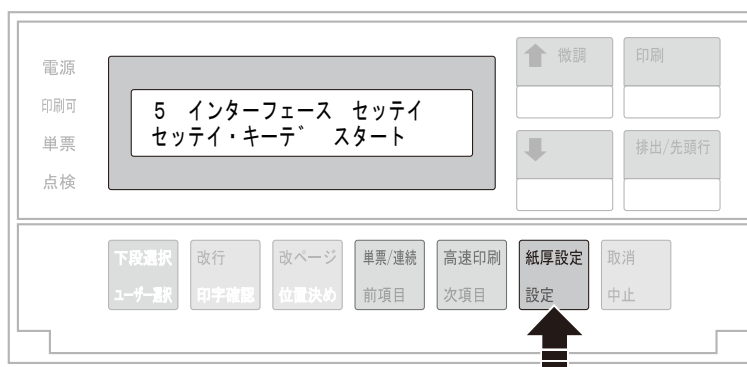 電源
印刷可
単票
点検
5 インターフェース セッテイ
セッテイ・キーデ゛ スタート
微調
印刷
排出/先頭行
下段選択
ユーザー選択
改行
印字確認
改ページ
位置決め
単票/連続
前項目
高速印刷
次項目
紙厚設定
設定
取消
中止